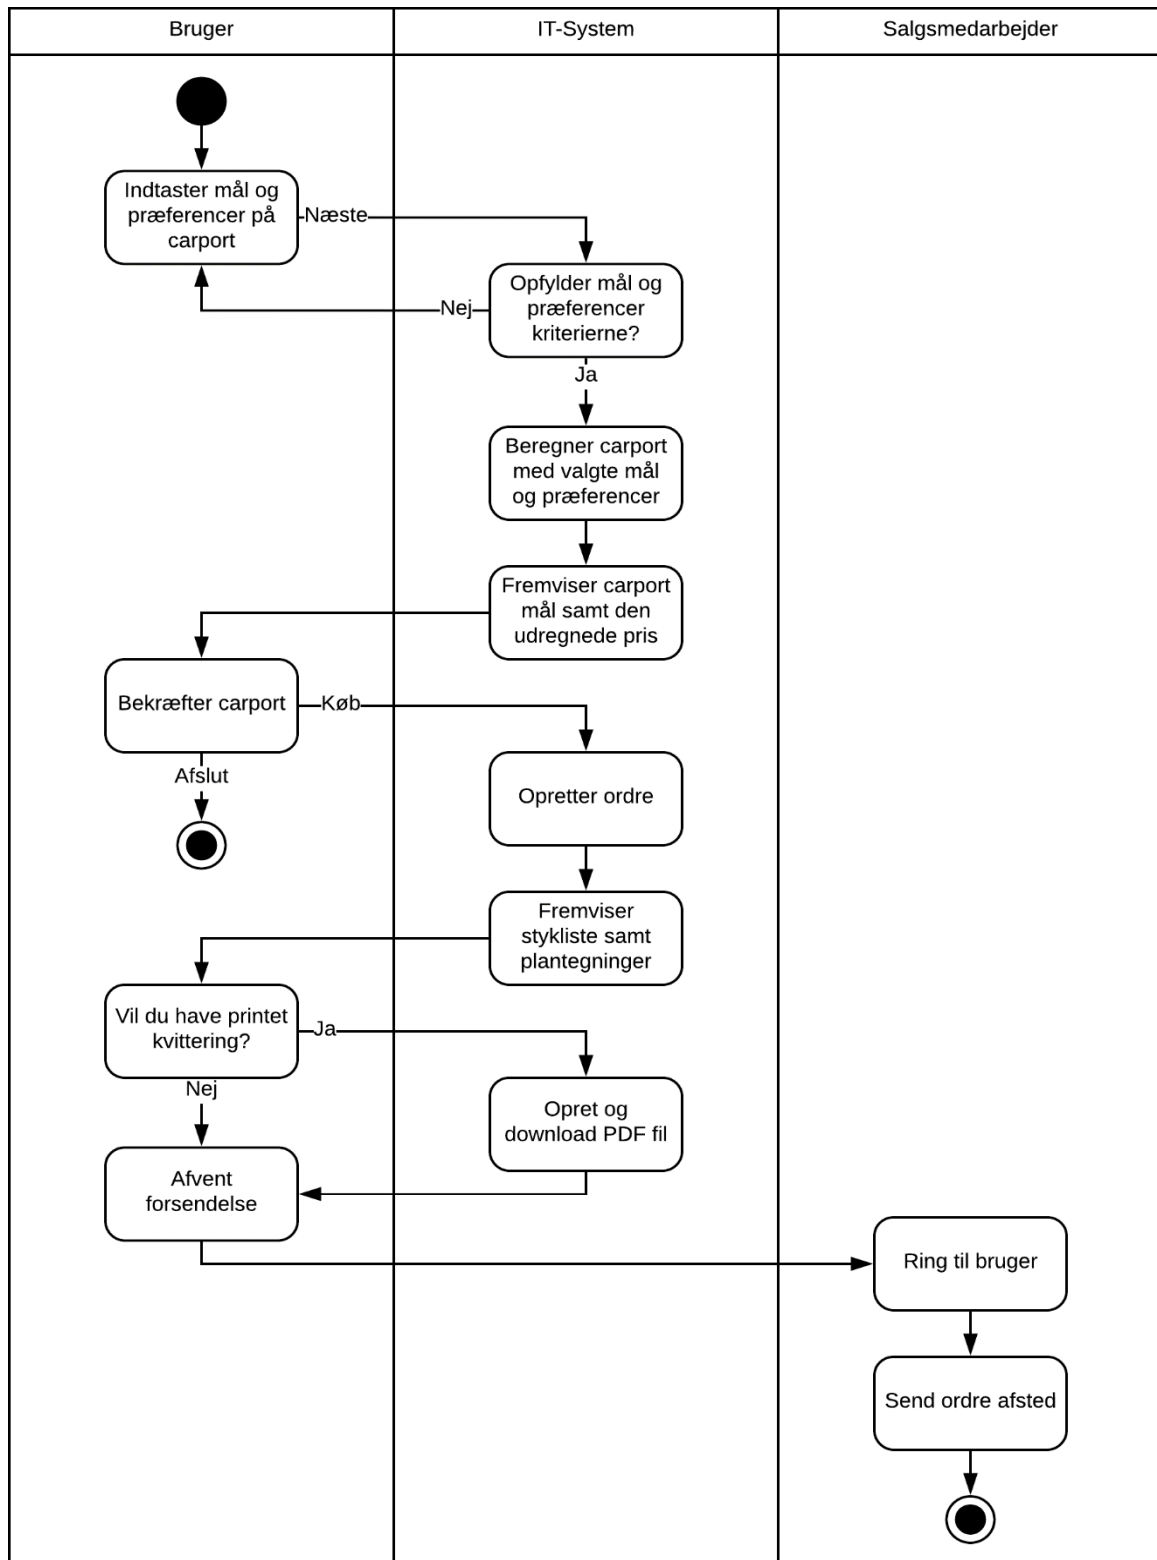 Bruger
IT-System
Salgsmedarbejder
Indtaster mål og
præferencer på
carport
Næste
Opfylder mål og
præferencer
kriterierne?
Nej
Ja
Beregner carport
med valgte mål
og præferencer
Fremviser carport
mål samt den
udregnede pris
Bekræfter carport
Køb
Afslut
Opretter ordre
Fremviser
stykliste samt
plantegninger
Vil du have printet
kvittering?
Ja
Nej
Opret og
download PDF fil
Afvent
forsendelse
Ring til bruger
Send ordre afsted